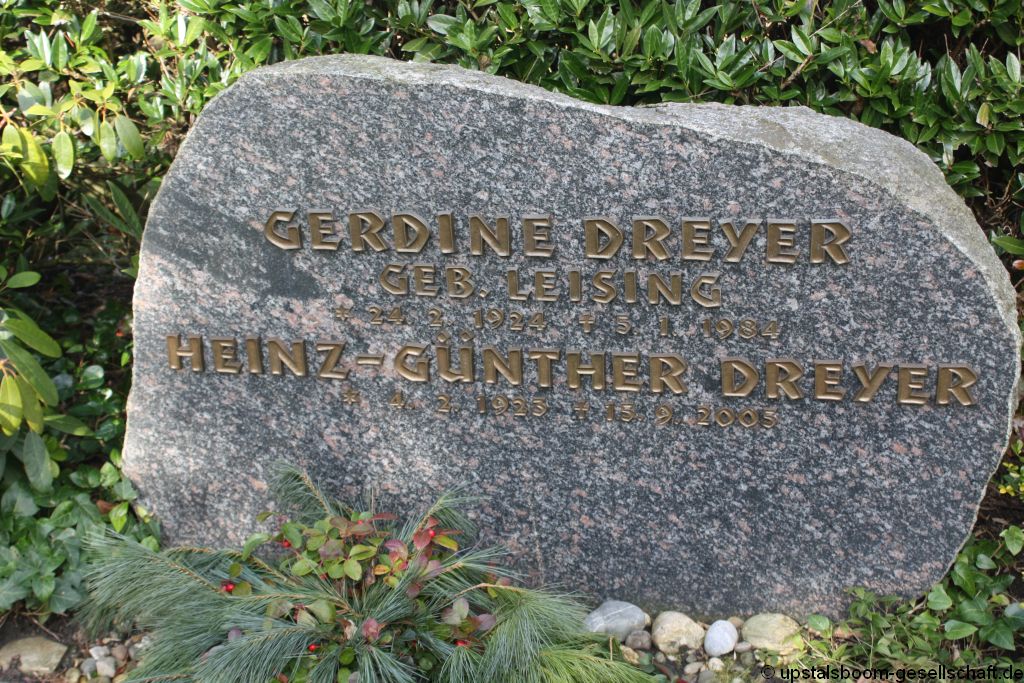 GERDINE DREYER
GEB. LEISING
* 24. 2. 1924 + 5. 1. 1984
HEINZ-GÜNTHER DREYER
* 4. 2. 1925 + 15. 9. 2005
© upstalsboom-gesellschaft.de